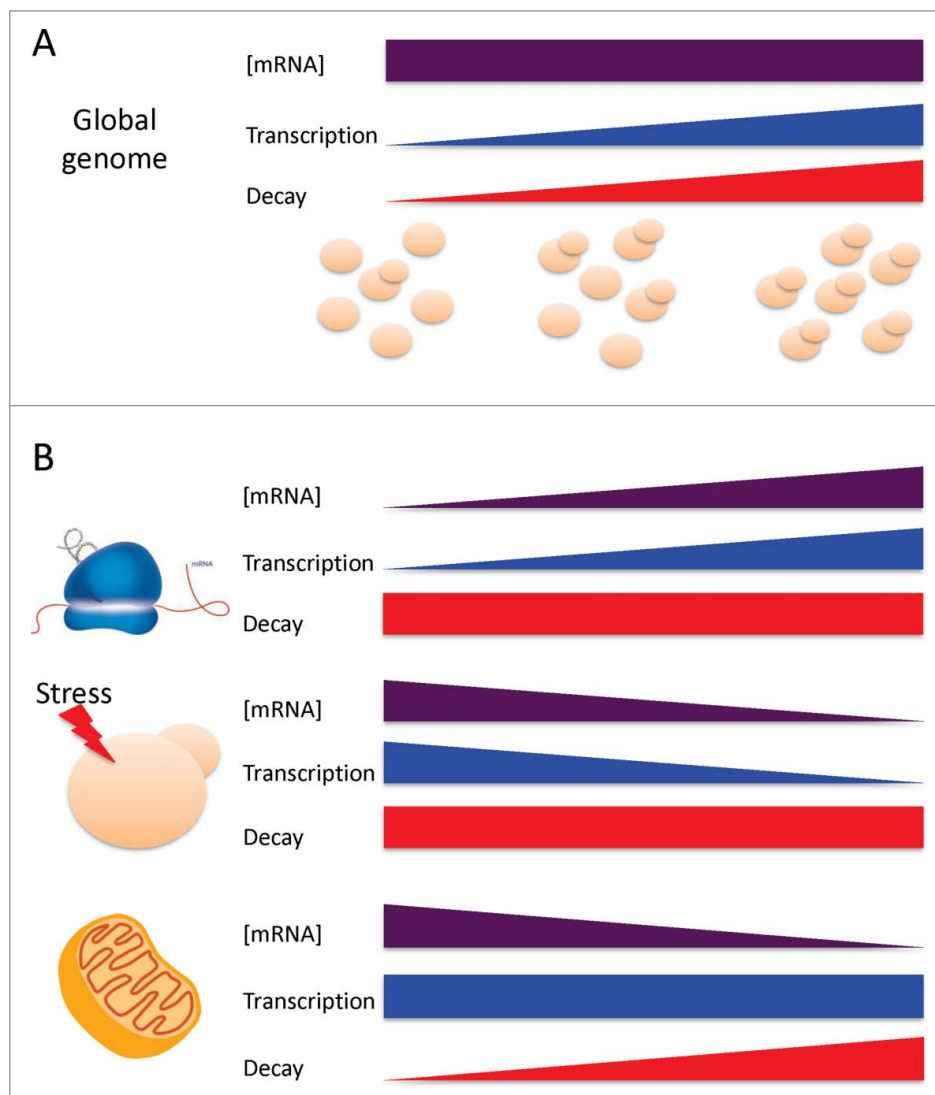 A
[mRNA]
Global
genome
Transcription
Decay
B
[mRNA]
mRNA
Transcription
Decay
Stress
[mRNA]
Transcription
Decay
[mRNA]
Transcription
Decay